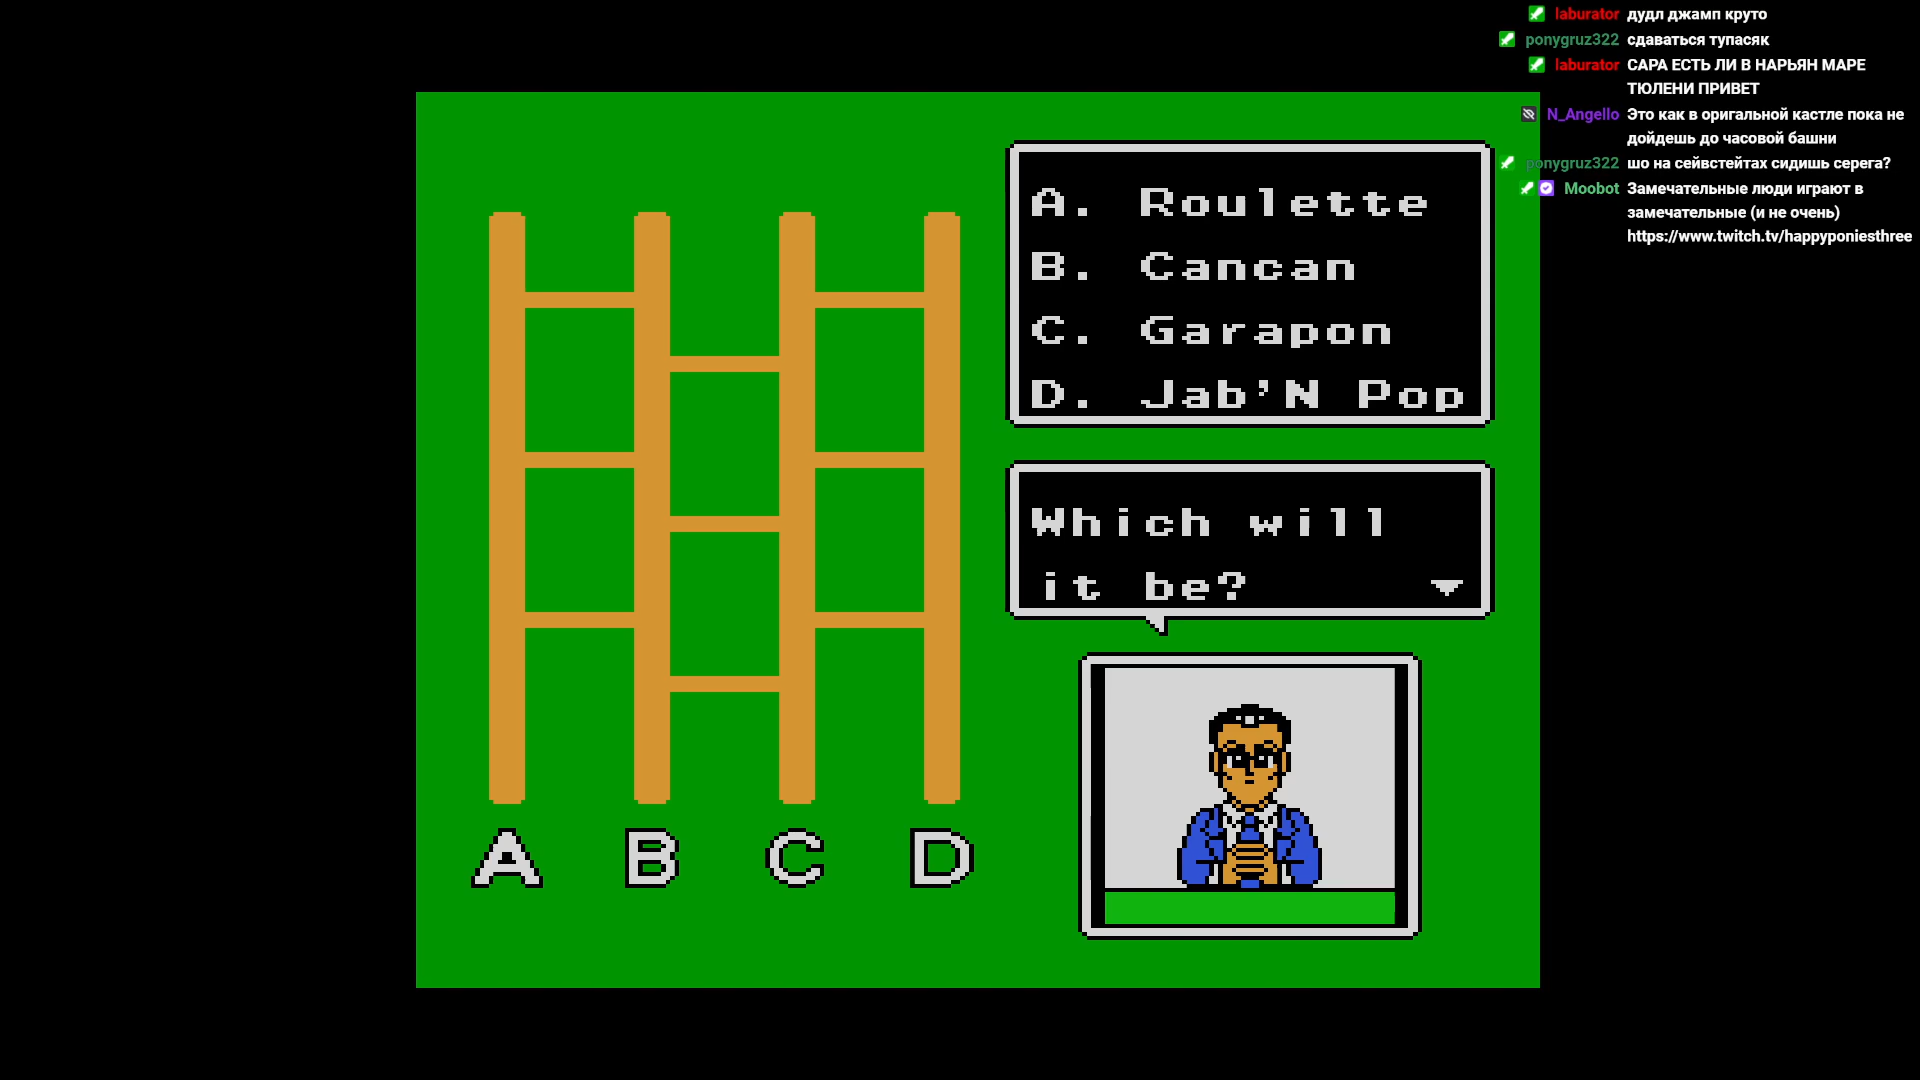 A. Roulette
B. Cancan
C. Garapon
D. Jab'N Pop
Which will
it be?
A B C D
laburator дудл джамп круто
ponygruz322 сдаваться тупасяк
laburator САРА ЕСТЬ ЛИ В НАРЬЯН МАРЕ
ТЮЛЕНИ ПРИВЕТ
N_Angello Это как в оригальной кастле пока не
дойдешь до часовой башни
ponygruz322 шо на сейвстейтах сидишь серега?
Moobot Замечательные люди играют в
замечательные (и не очень)
https://www.twitch.tv/happyponiesthree